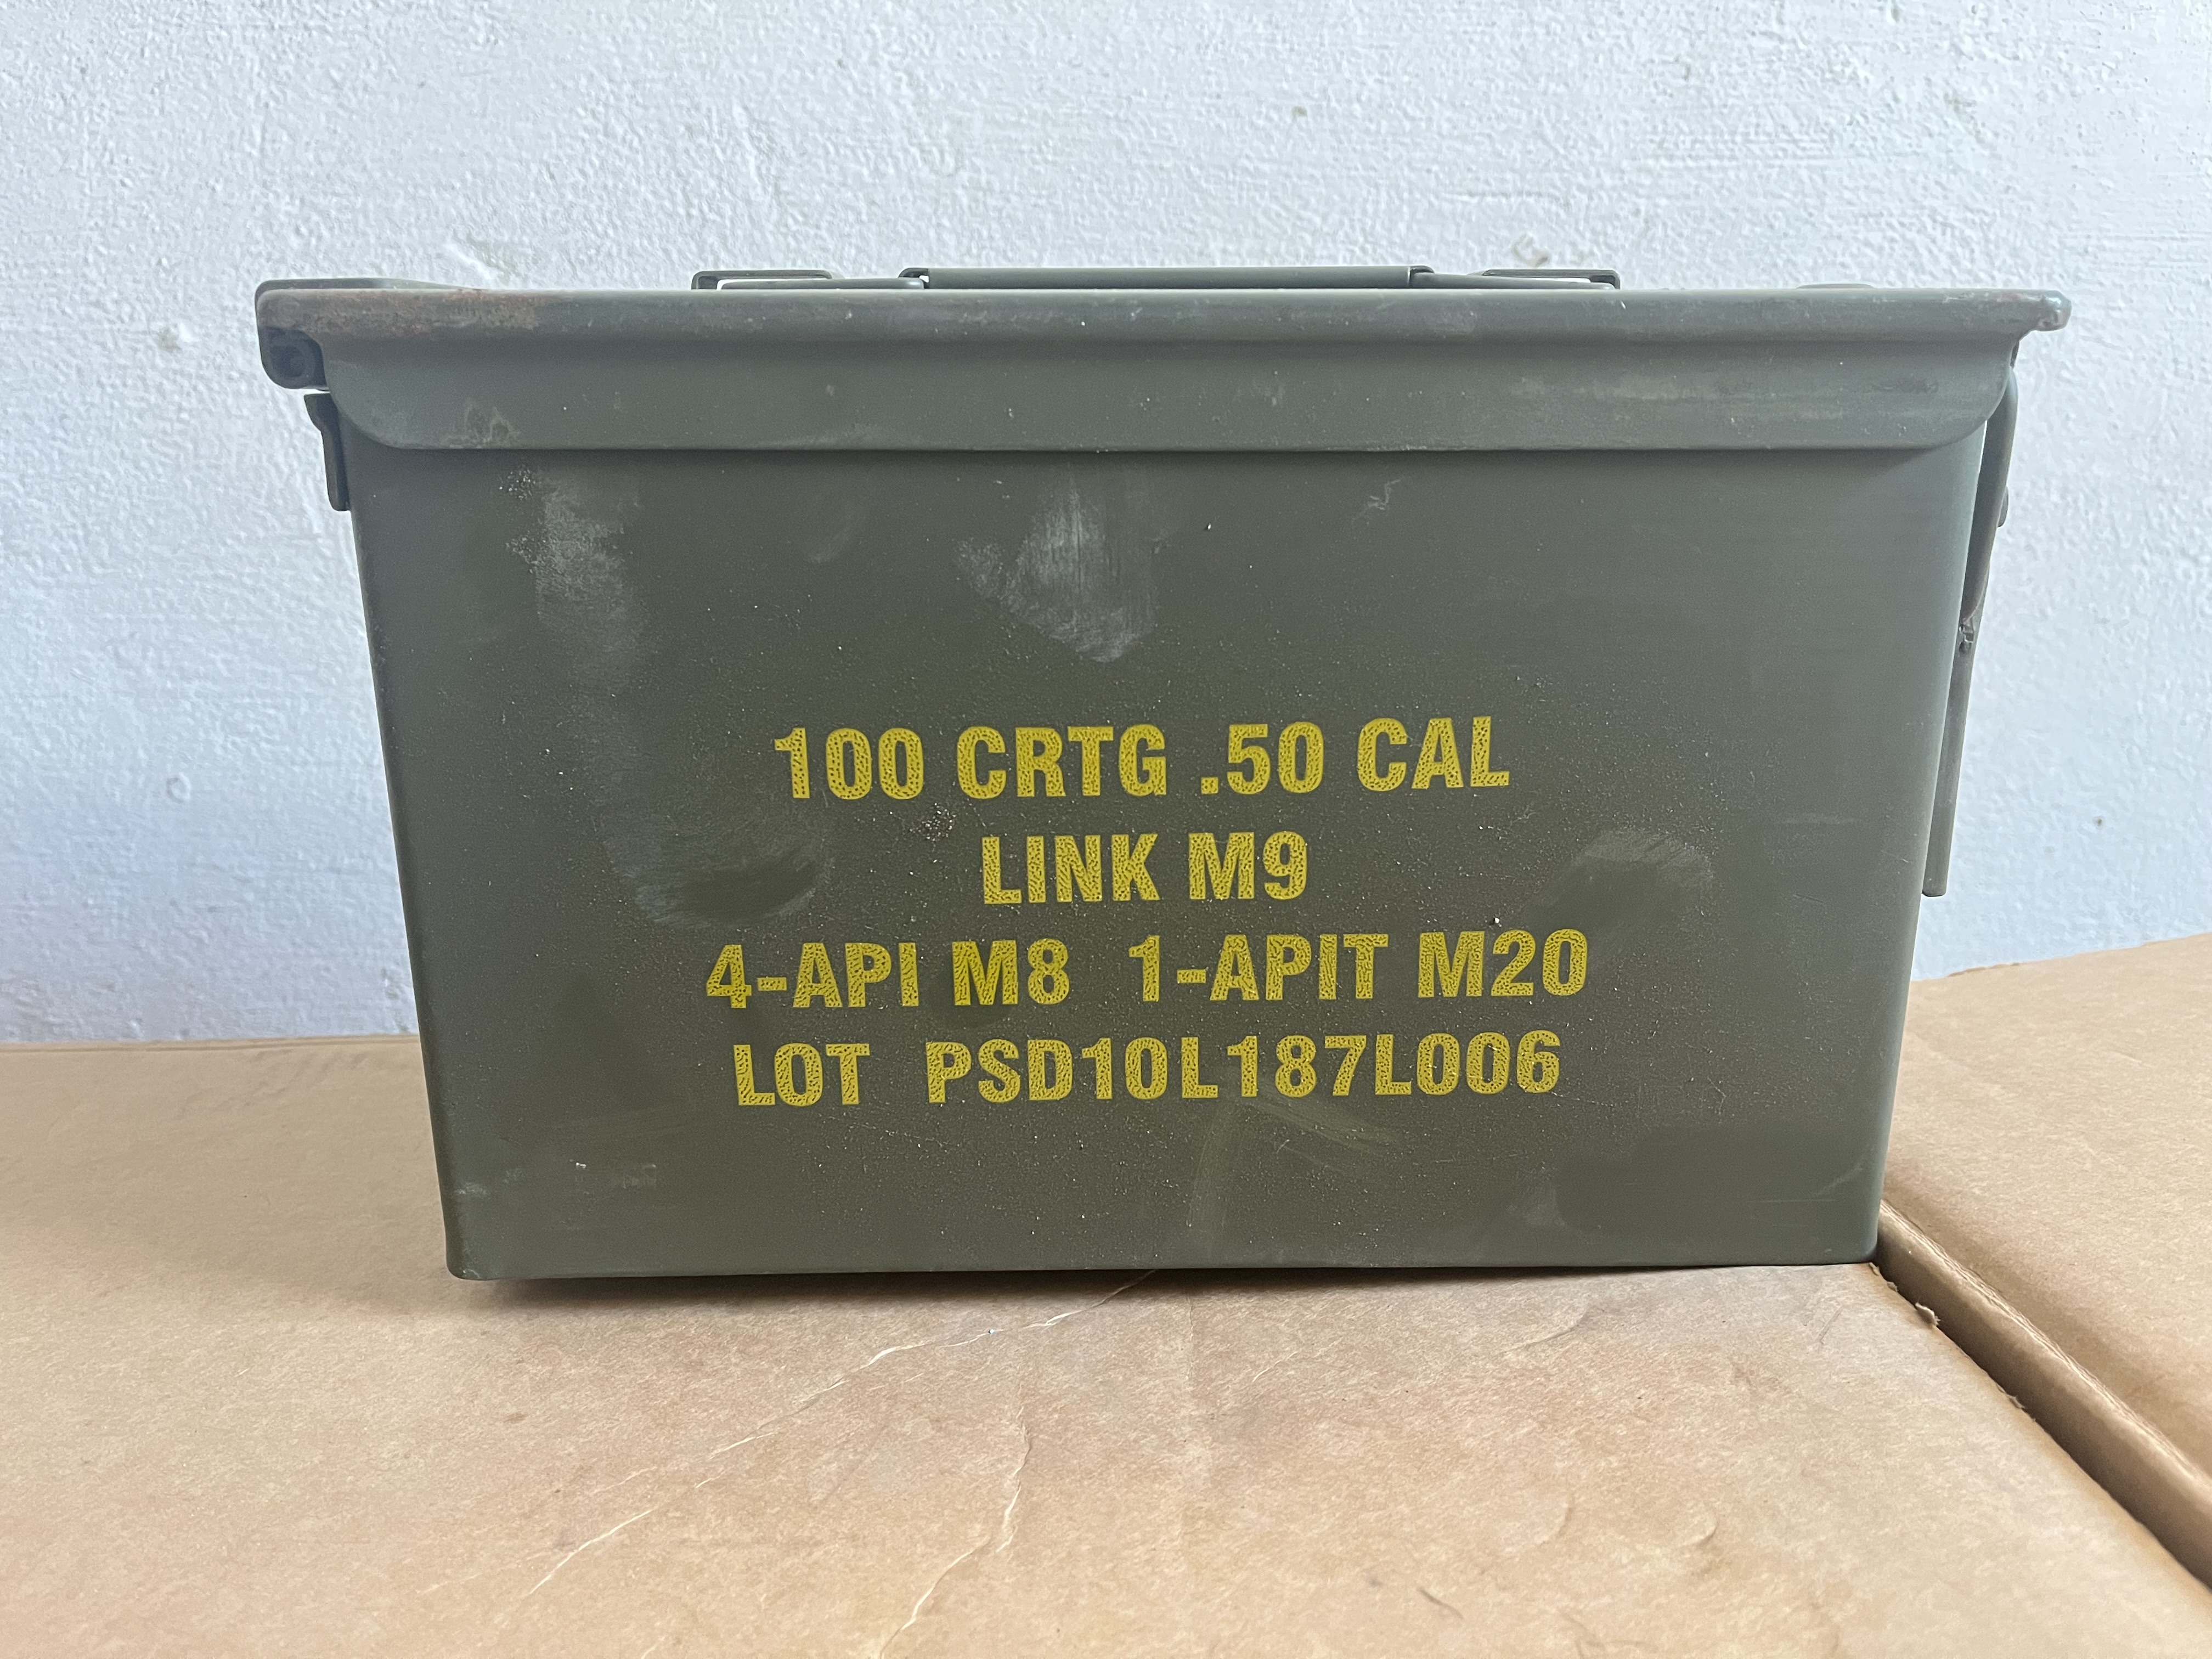 100 CRTG .50 CAL
LINK M9
4-API M8 1-APIT M20
LOT PSD10L187L006